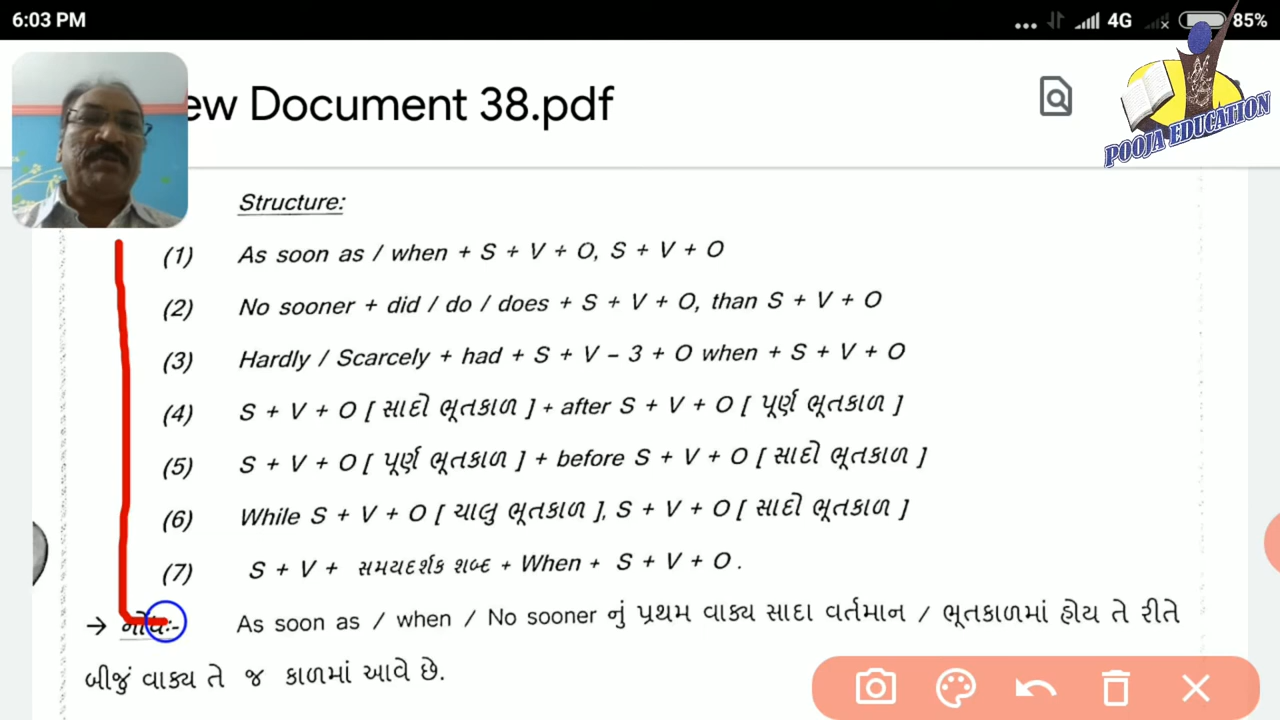 6:03 PM
4G
85%
ew Document 38.pdf
POOJA EDUCATION
Structure:
(1) As soon as / when + S + V + O, S + V + O
(2) No sooner + did / do / does + S + V + O, than S + V + O
(3) Hardly / Scarcely + had + S + V – 3 + O when + S + V + O
(4) S + V + O [ સાદો ભૂતકાળ ] + after S + V + O [ પૂર્ણ ભૂતકાળ ]
(5) S + V + O [ પૂર્ણ ભૂતકાળ ] + before S + V + O [ સાદો ભૂતકાળ ]
(6) While S + V + O [ ચાલુ ભૂતકાળ ], S + V + O [ સાદો ભૂતકાળ ]
(7) S + V + સમયદર્શક શબ્દ + When + S + V + O .
→ નોંધઃ- As soon as / when / No sooner નું પ્રથમ વાક્ય સાદા વર્તમાન / ભૂતકાળમાં હોય તે રીતે
બીજું વાક્ય તે જ કાળમાં આવે છે.